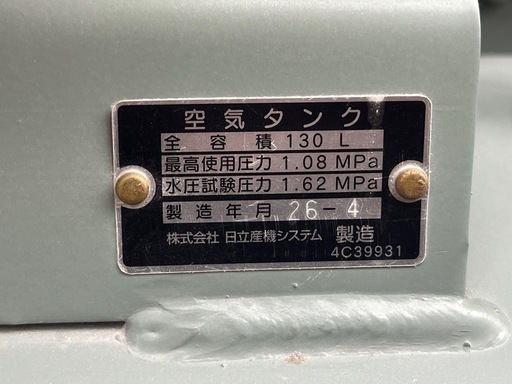 空気タンク
全容積 130 L
最高使用圧力 1.08 MPa
水圧試験圧力 1.62 MPa
製造年月 26-4
株式会社 日立産機システム 製造
4C39931